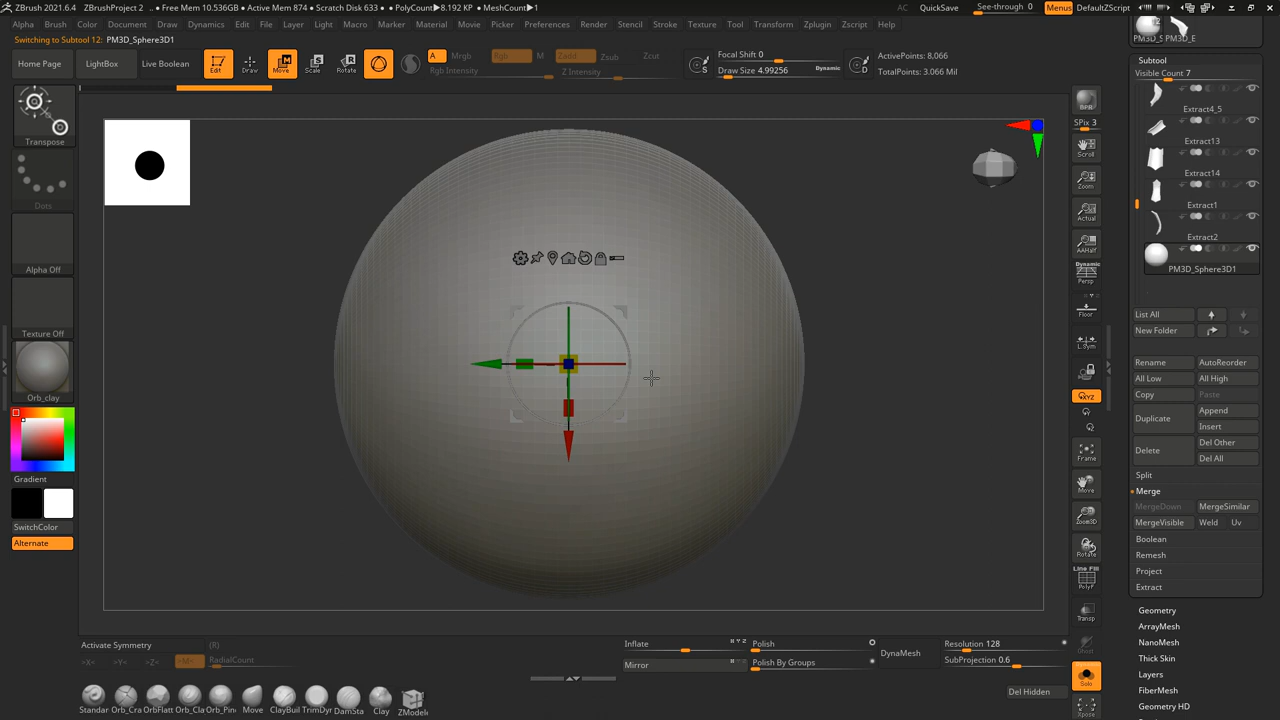 ZBrush 2021.6.4 ZBrushProject 2 .. • Free Mem 10.536GB • Active Mem 874 • Scratch Disk 633 • PolyCount▸8.192 KP • MeshCount▸1 AC QuickSave See-through 0 Menus DefaultZScript
Alpha Brush Color Document Draw Dynamics Edit File Layer Light Macro Marker Material Movie Picker Preferences Render Stencil Stroke Texture Tool Transform Zplugin Zscript Help
Switching to Subtool 12: PM3D_Sphere3D1
PM3D_S PM3D_E
Home Page LightBox Live Boolean Edit Draw Move Scale Rotate
A Mrgb Rgb M Zadd Zsub Zcut
Rgb Intensity Z Intensity
Focal Shift 0
Draw Size 4.99256 Dynamic
S D
ActivePoints: 8,066
TotalPoints: 3.066 Mil
Transpose
Dots
Alpha Off
Texture Off
Orb_clay
Gradient
SwitchColor
Alternate
BPR
SPix 3
Scroll
Zoom
Actual
AAHalf
Dynamic
Persp
Floor
L.Sym
XYZ
Frame
Move
Zoom3D
Rotate
Line Fill
PolyF
Transp
Ghost
Solo
Xpose
Subtool
Visible Count 7
Extract4_5
Extract13
Extract14
Extract1
Extract2
PM3D_Sphere3D1
List All
New Folder
Rename AutoReorder
All Low All High
Copy Paste
Duplicate Append
Insert
Delete Del Other
Del All
Split
Merge
MergeDown MergeSimilar
MergeVisible Weld Uv
Boolean
Remesh
Project
Extract
Geometry
ArrayMesh
NanoMesh
Thick Skin
Layers
FiberMesh
Geometry HD
Activate Symmetry (R)
>X< >Y< >Z< >M< RadialCount
Inflate Polish
Mirror Polish By Groups
DynaMesh
Resolution 128
SubProjection 0.6
Del Hidden
Standar Orb_Cra OrbFlatt Orb_Cla Orb_Pin Move ClayBuil TrimDyr DamSta Clay ZModele